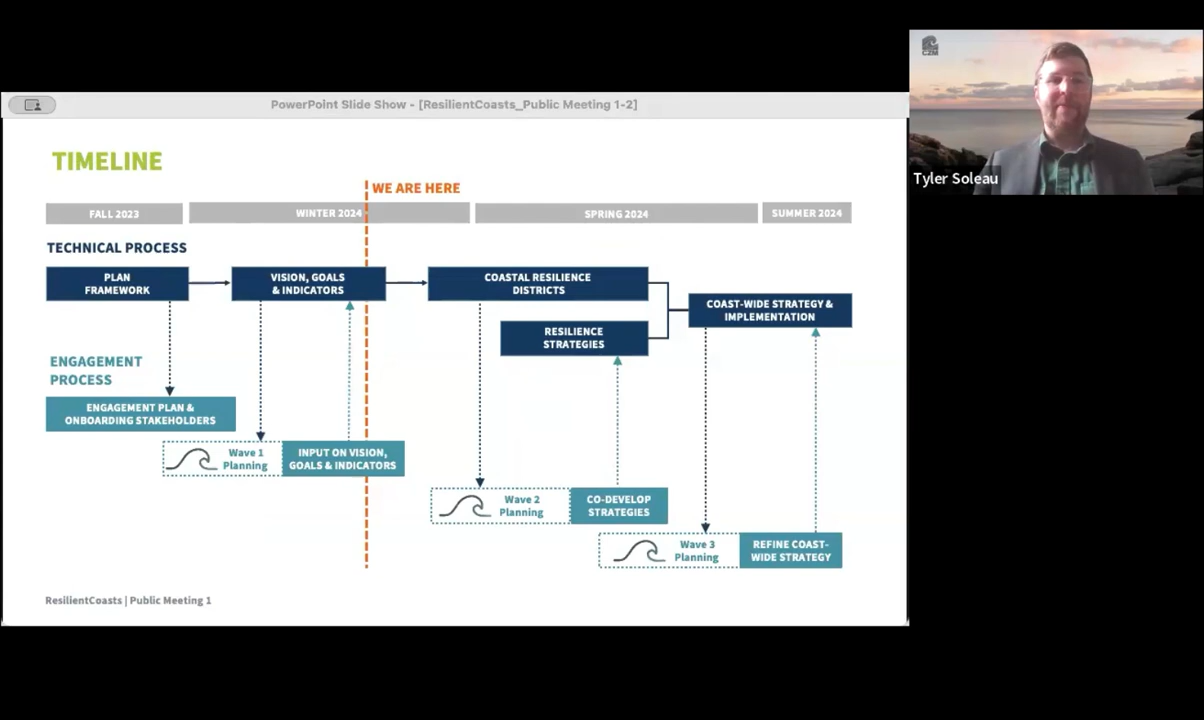 PowerPoint Slide Show - [ResilientCoasts_Public Meeting 1-2]
TIMELINE
WE ARE HERE
FALL 2023
WINTER 2024
SPRING 2024
SUMMER 2024
TECHNICAL PROCESS
PLAN
FRAMEWORK
VISION, GOALS
& INDICATORS
COASTAL RESILIENCE
DISTRICTS
COAST-WIDE STRATEGY &
IMPLEMENTATION
RESILIENCE
STRATEGIES
ENGAGEMENT
PROCESS
ENGAGEMENT PLAN &
ONBOARDING STAKEHOLDERS
Wave 1
Planning
INPUT ON VISION,
GOALS & INDICATORS
Wave 2
Planning
CO-DEVELOP
STRATEGIES
Wave 3
Planning
REFINE COAST-
WIDE STRATEGY
ResilientCoasts | Public Meeting 1
CZM
Tyler Soleau